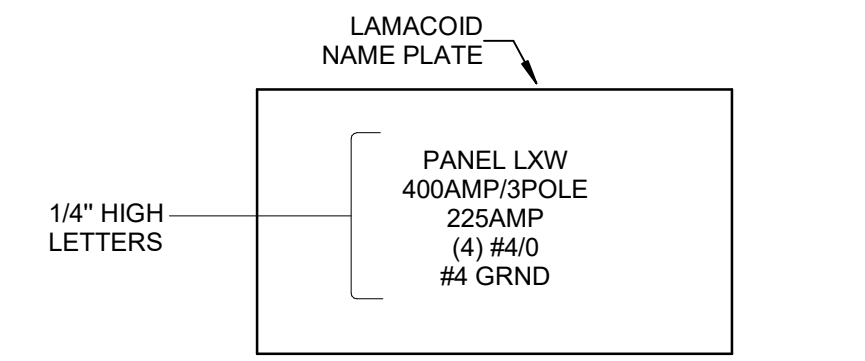 LAMACOID
NAME PLATE
1/4" HIGH
LETTERS
PANEL LXW
400AMP/3POLE
225AMP
(4) #4/0
#4 GRND